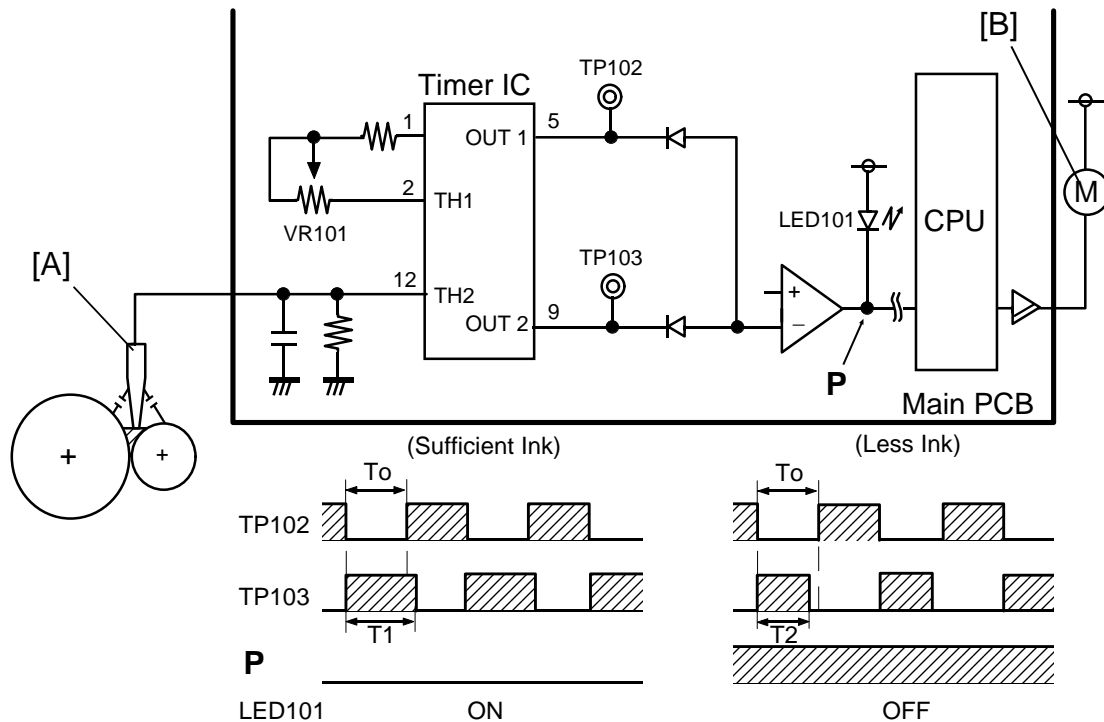 [B]
[A]
Timer IC
1
OUT 1
5
TP102
2
TH1
VR101
12
TH2
OUT 2
9
TP103
+
−
LED101
P
CPU
M
Main PCB
+
+
(Sufficient Ink)
(Less Ink)
To
To
TP102
TP103
T1
T2
P
LED101 ON OFF